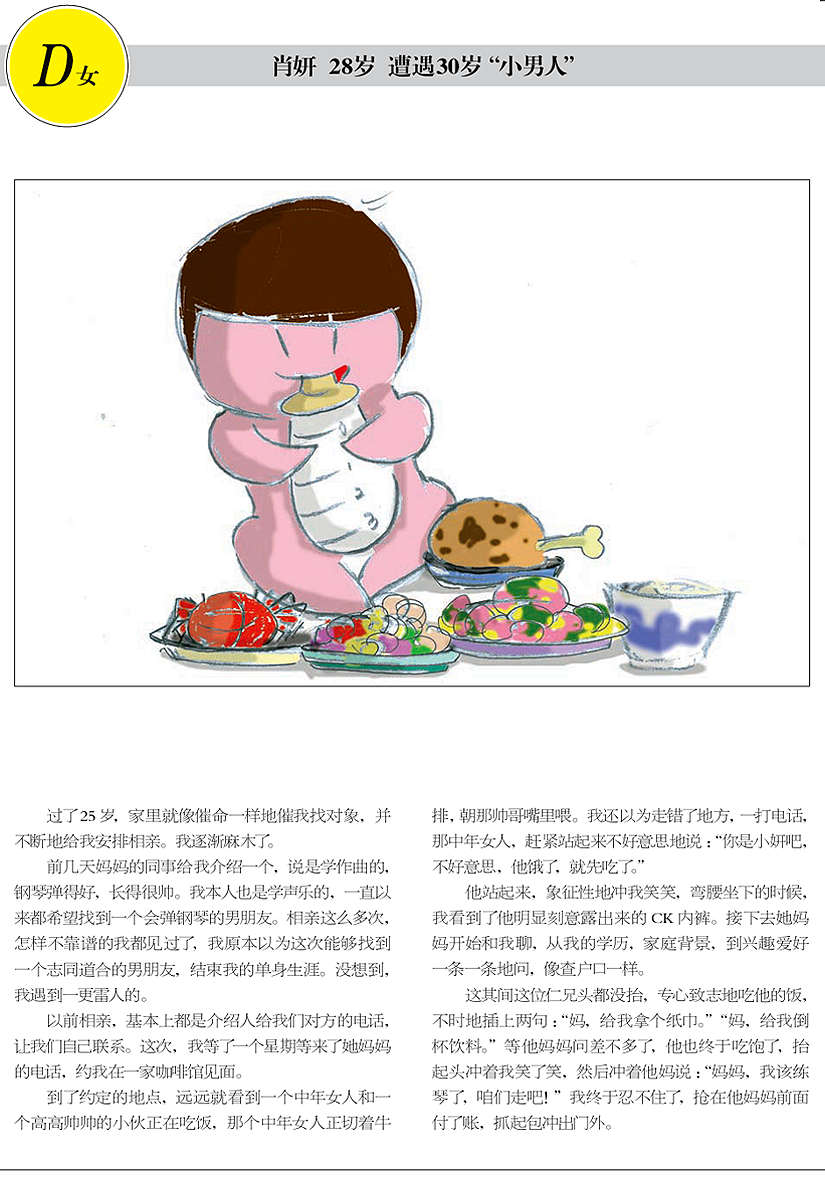 D女
肖妍 28岁 遭遇30岁“小男人”
过了25岁，家里就像催命一样地催我找对象，并
不断地给我安排相亲。我逐渐麻木了。
前几天妈妈的同事给我介绍一个，说是学作曲的，
钢琴弹得好，长得很帅。我本人也是学声乐的，一直以
来都希望找到一个会弹钢琴的男朋友。相亲这么多次，
怎样不靠谱的我都见过了，我原本以为这次能够找到
一个志同道合的男朋友，结束我的单身生涯。没想到，
我遇到一更雷人的。
以前相亲，基本上都是介绍人给我们对方的电话，
让我们自己联系。这次，我等了一个星期等来了她妈妈
的电话，约我在一家咖啡馆见面。
到了约定的地点，远远就看到一个中年女人和一
个高高帅帅的小伙正在吃饭，那个中年女人正切着牛
排，朝那帅哥嘴里喂。我还以为走错了地方，一打电话，
那中年女人，赶紧站起来不好意思地说：“你是小妍吧，
不好意思，他饿了，就先吃了。”
他站起来，象征性地冲我笑笑，弯腰坐下的时候，
我看到了他明显刻意露出来的CK内裤。接下去她妈
妈开始和我聊，从我的学历，家庭背景，到兴趣爱好
一条一条地问，像查户口一样。
这其间这位仁兄头都没抬，专心致志地吃他的饭，
不时地插上两句：“妈，给我拿个纸巾。”“妈，给我倒
杯饮料。”等他妈妈问差不多了，他也终于吃饱了，抬
起头冲着我笑了笑，然后冲着他妈说：“妈妈，我该练
琴了，咱们走吧！”我终于忍不住了，抢在他妈妈前面
付了账，抓起包冲出门外。